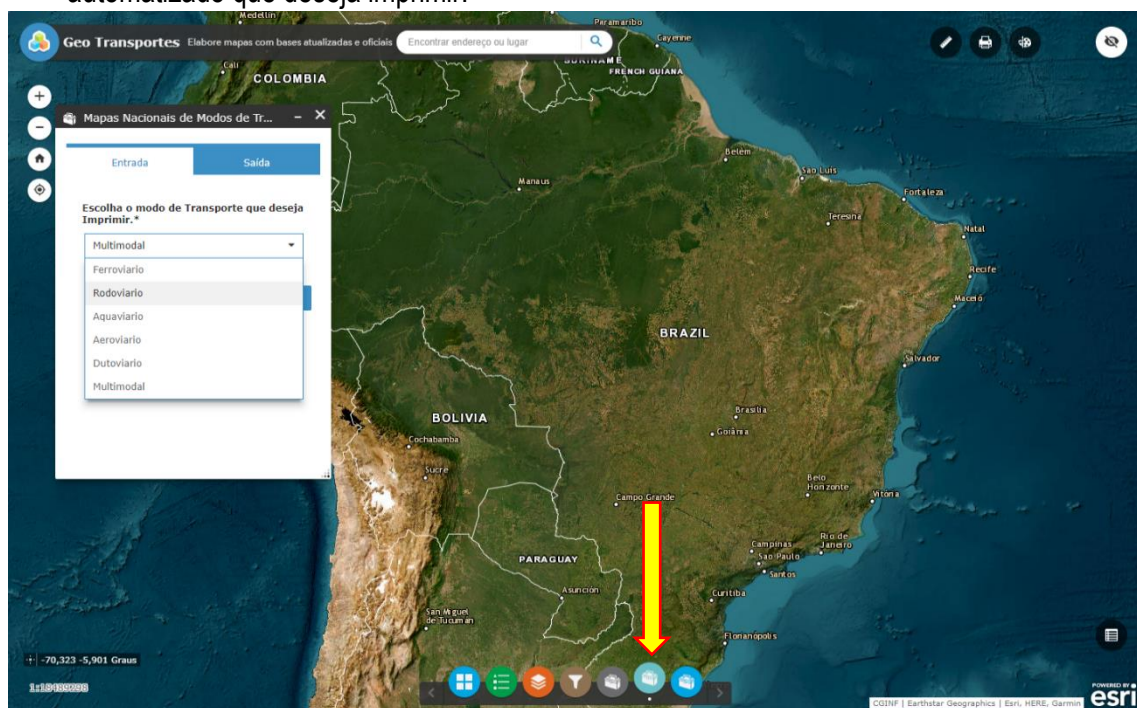 automatizado que deseja imprimir.
Medellín
Paramaribo
Geo Transportes Elabore mapas com bases atualizadas e oficiais
Encontrar endereço ou lugar
Cayenne
SURINAME
FRENCH GUIANA
Cali
COLOMBIA
+
−
Mapas Nacionais de Modos de Tr... – ×
Entrada Saída
Belém
São Luís
Manaus
Fortaleza
Escolha o modo de Transporte que deseja
Imprimir.*
Teresina
Natal
Multimodal
Ferroviario
Recife
Rodoviario
Maceió
Aquaviario
BRAZIL
Aeroviario
Salvador
Dutoviario
Multimodal
Brasília
BOLIVIA
Goiânia
Cochabamba
Sucre
Belo
Horizonte
Campo Grande
Vitória
Rio de
Janeiro
Campinas
São Paulo
PARAGUAY
Santos
Asunción
Curitiba
San Miguel
de Tucumán
Florianópolis
-70,323 -5,901 Graus
POWERED BY
esri
CGINF | Earthstar Geographics | Esri, HERE, Garmin